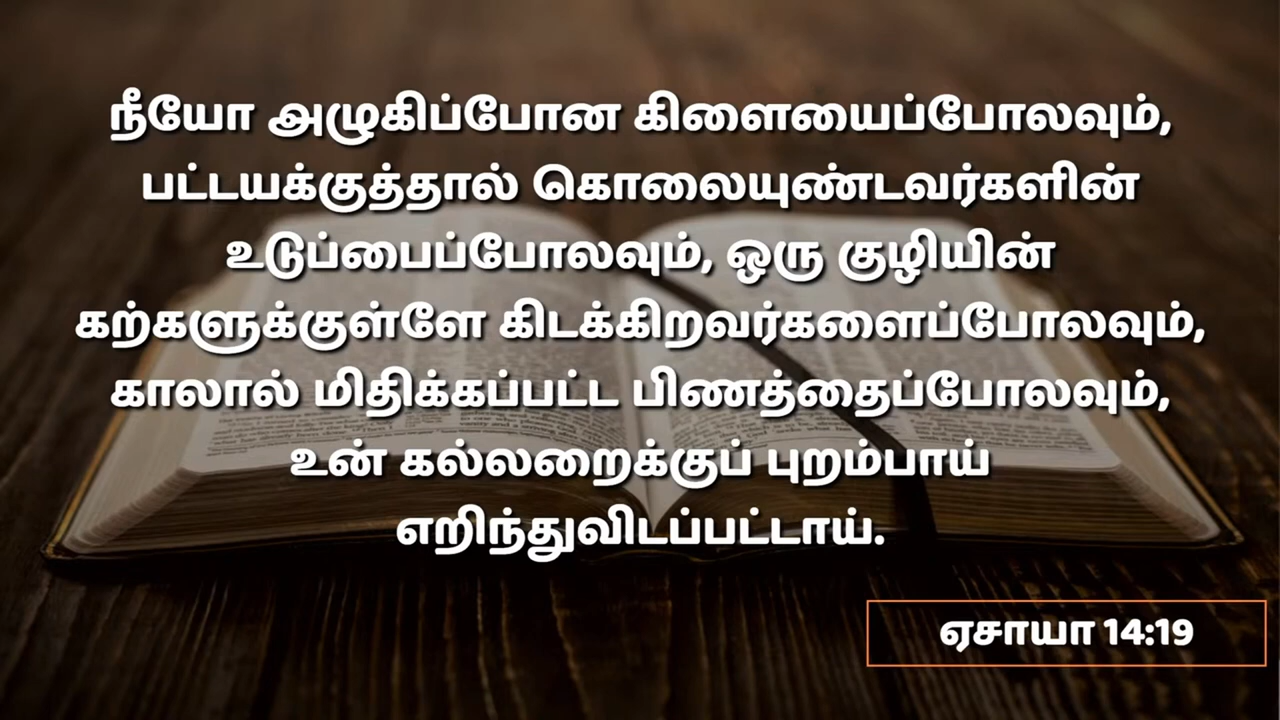 நீயோ அழுகிப்போன கிளையைப்போலவும்,
பட்டயக்குத்தால் கொலையுண்டவர்களின்
உடுப்பைப்போலவும், ஒரு குழியின்
கற்களுக்குள்ளே கிடக்கிறவர்களைப்போலவும்,
காலால் மிதிக்கப்பட்ட பிணத்தைப்போலவும்,
உன் கல்லறைக்குப் புறம்பாய்
எறிந்துவிடப்பட்டாய்.
ஏசாயா 14:19